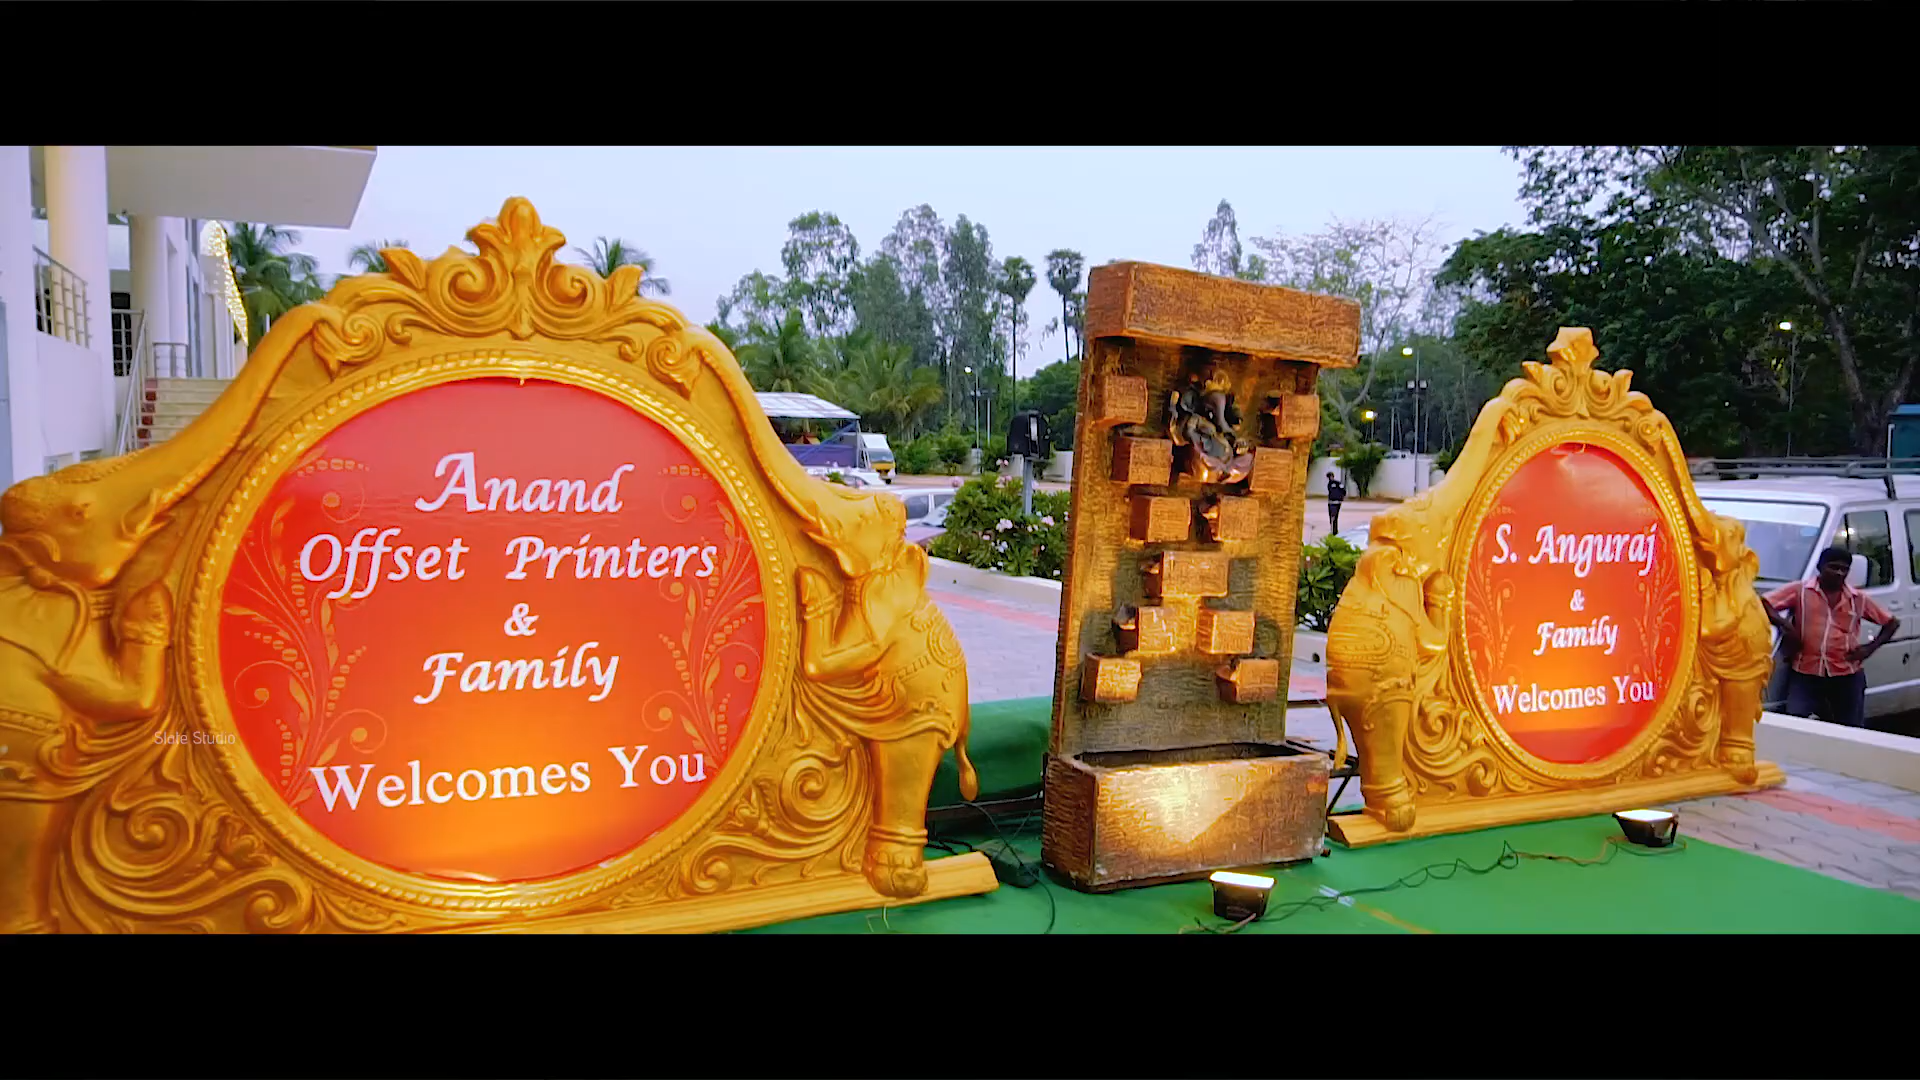 Anand
Offset Printers
&
Family
Welcomes You
S. Anguraj
&
Family
Welcomes You
Slate Studio